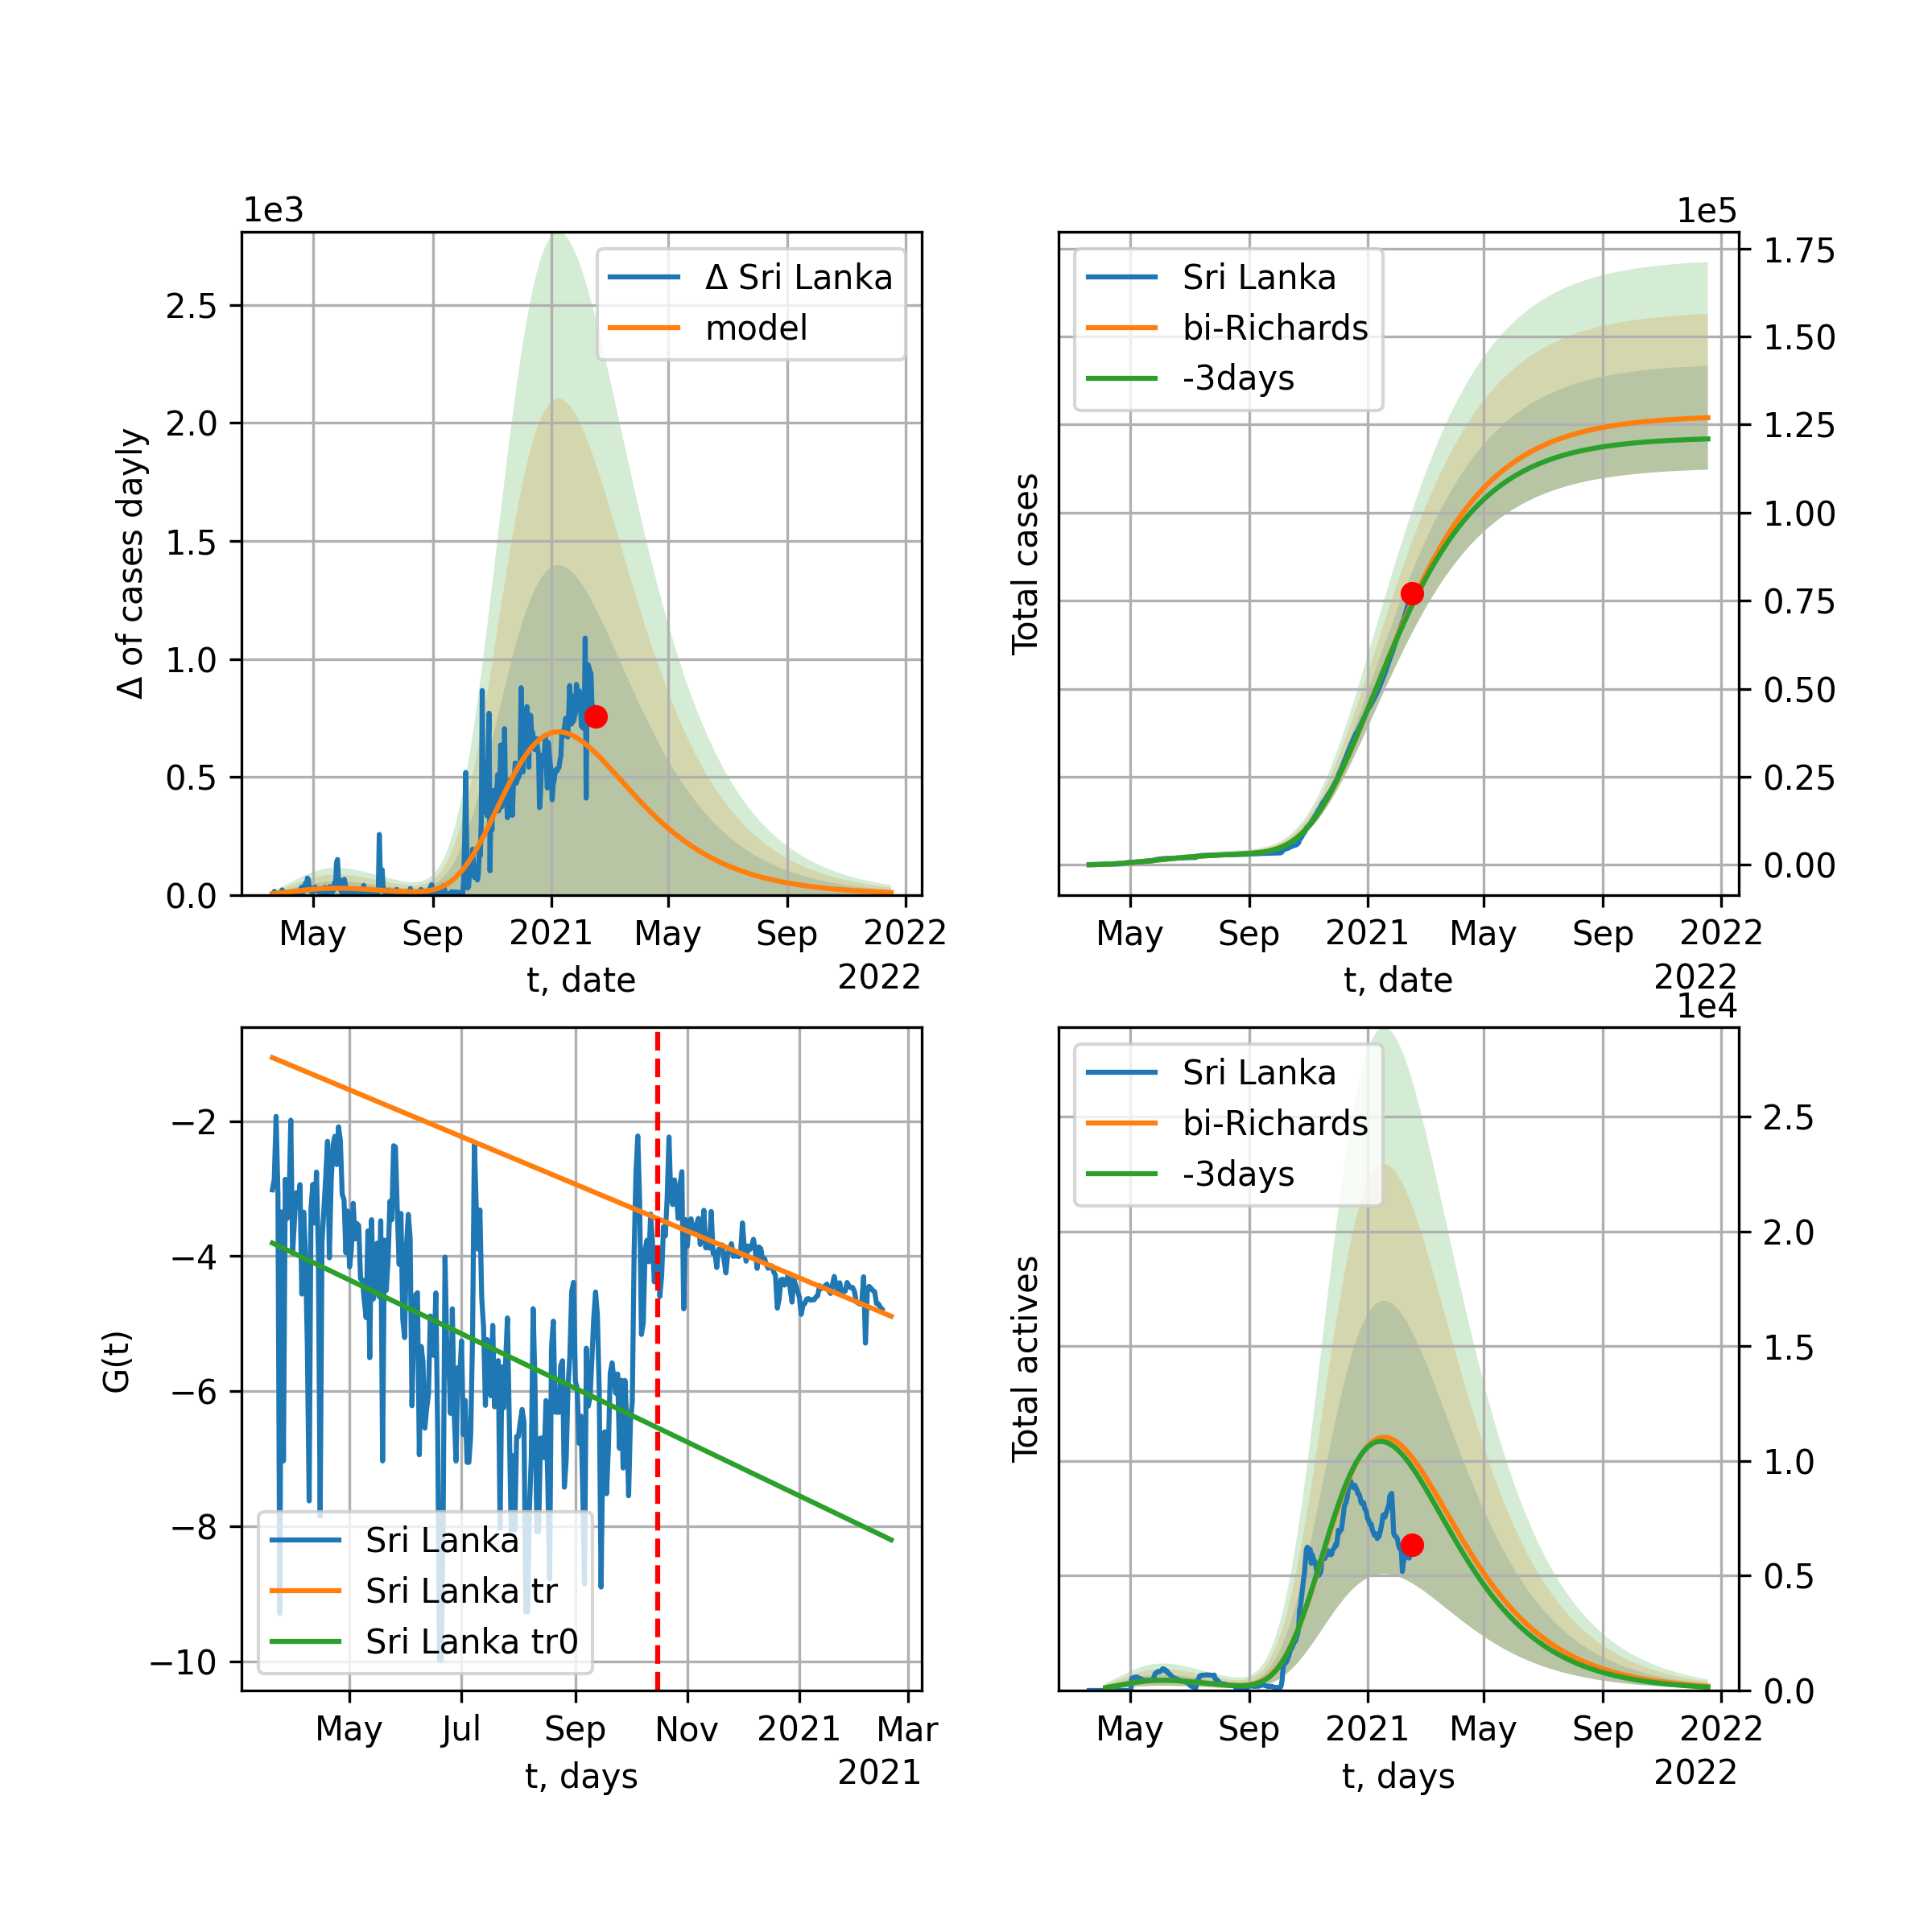 1e3
Δ of cases dayly
2.5
2.0
1.5
1.0
0.5
0.0
Δ Sri Lanka
model
May Sep 2021 May Sep 2022
t, date
2022
1e5
Total cases
Sri Lanka
bi-Richards
-3days
1.75
1.50
1.25
1.00
0.75
0.50
0.25
0.00
May Sep 2021 May Sep 2022
t, date
2022
G(t)
−2
−4
−6
−8
−10
Sri Lanka
Sri Lanka tr
Sri Lanka tr0
May Jul Sep Nov 2021 Mar
t, days
2021
1e4
Total actives
Sri Lanka
bi-Richards
-3days
2.5
2.0
1.5
1.0
0.5
0.0
May Sep 2021 May Sep 2022
t, days
2022